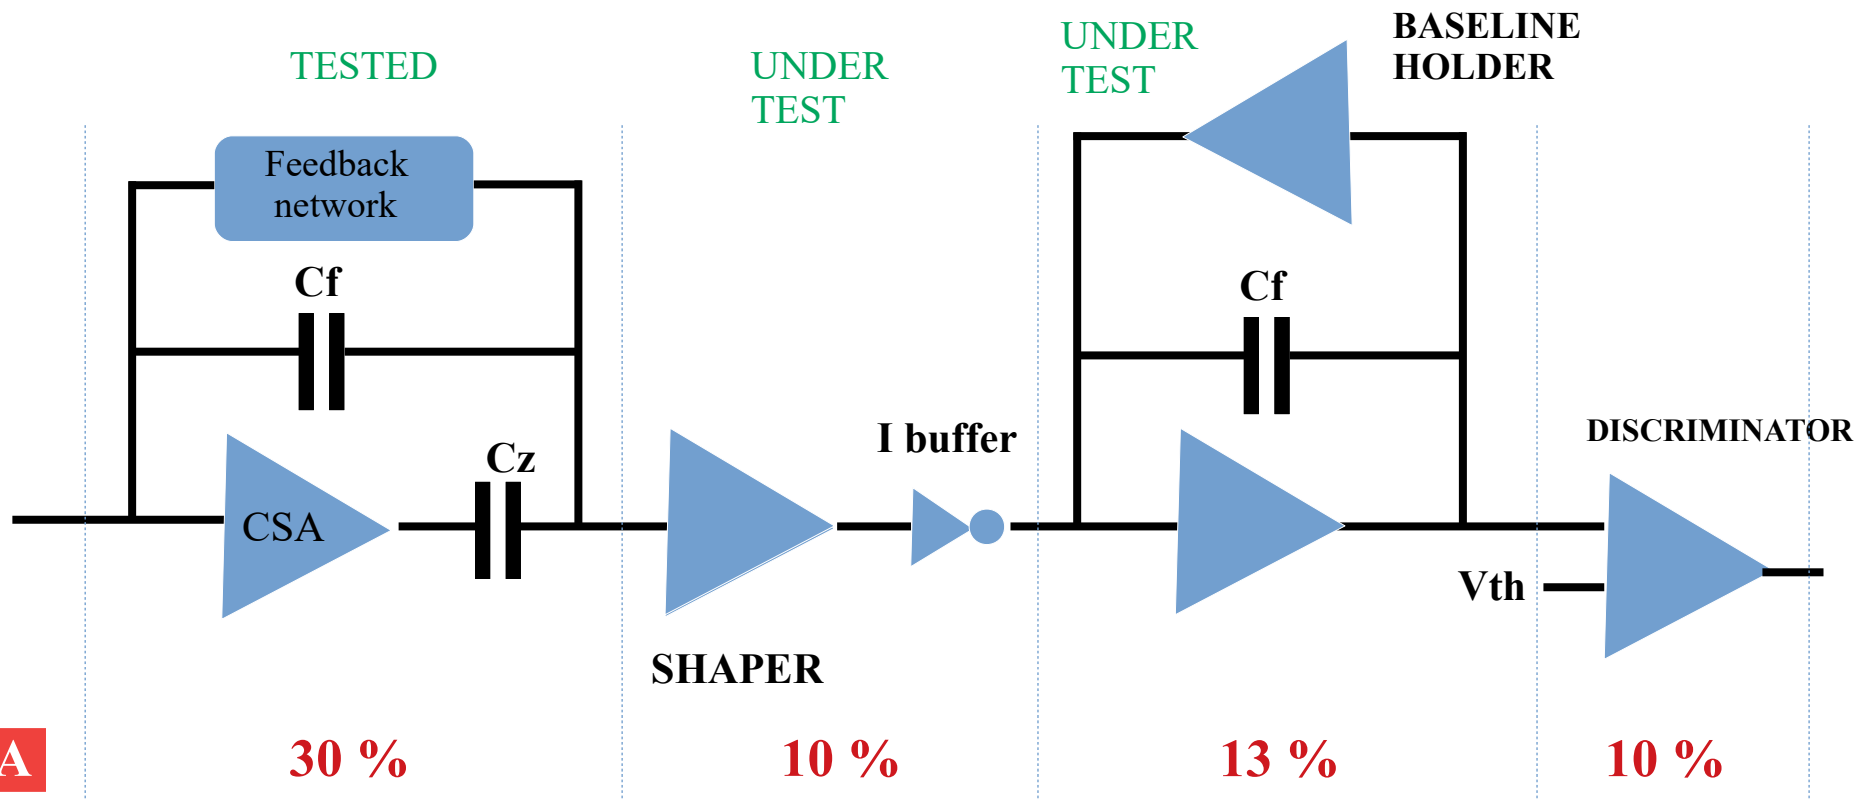 BASELINE
HOLDER
TESTED
UNDER
TEST
UNDER
TEST
Feedback
network
Cf
Cf
I buffer
DISCRIMINATOR
Cz
CSA
Vth
SHAPER
A
30 %
10 %
13 %
10 %